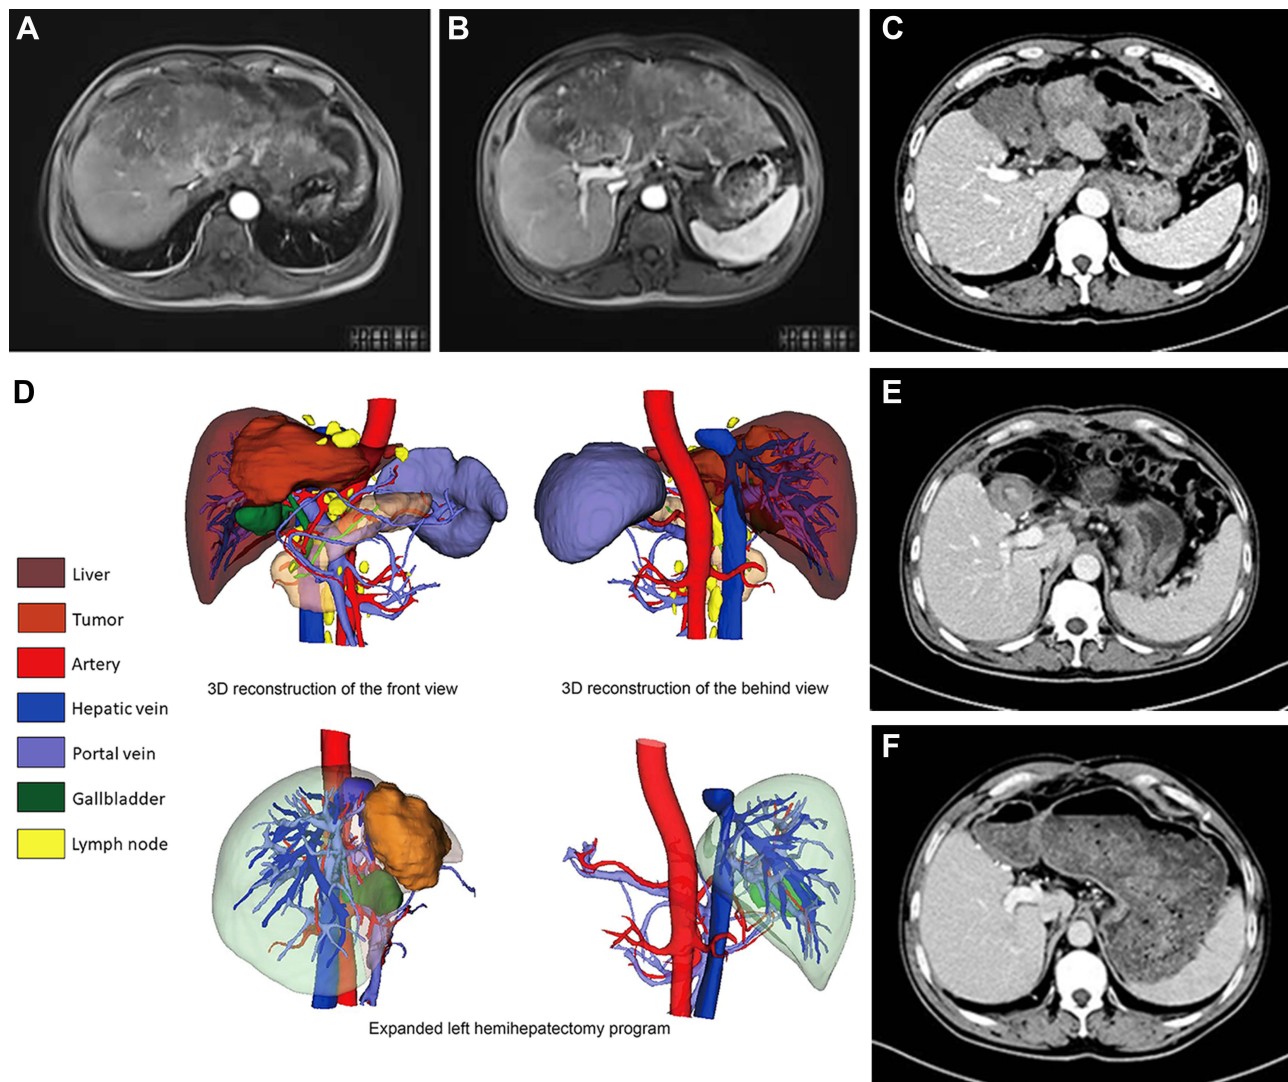 A
B
C
D
E
F
Liver
Tumor
Artery
Hepatic vein
Portal vein
Gallbladder
Lymph node
3D reconstruction of the front view
3D reconstruction of the behind view
Expanded left hemihepatectomy program